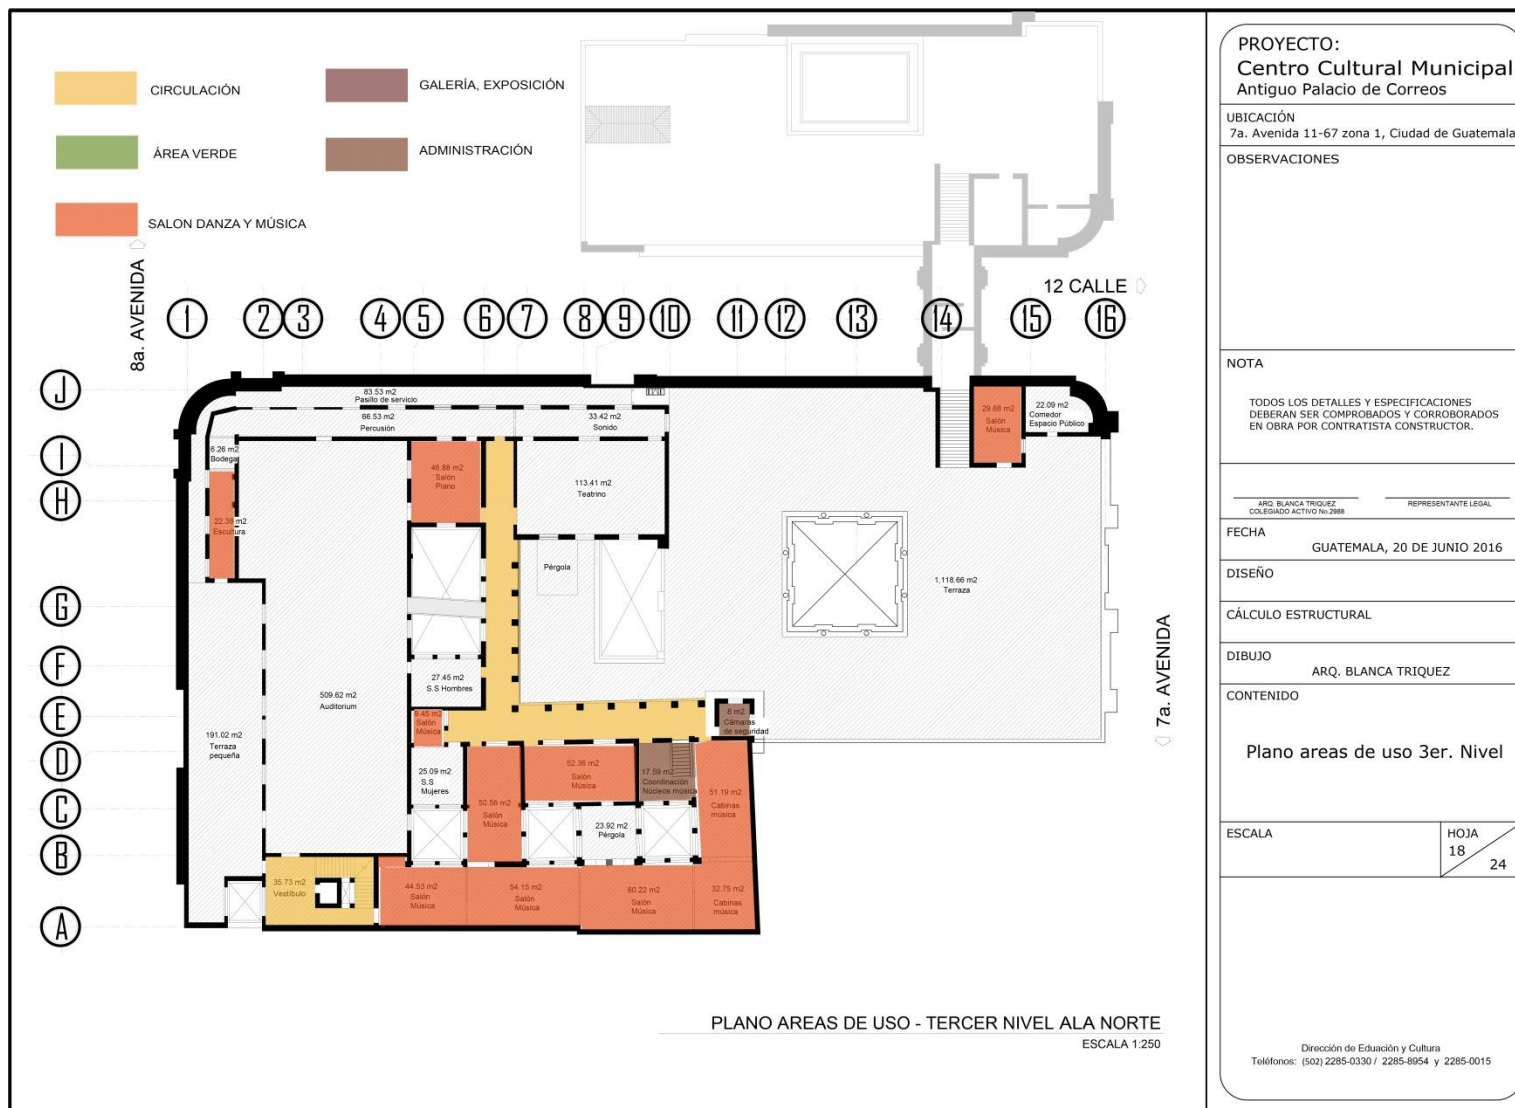 CIRCULACIÓN
GALERÍA, EXPOSICIÓN
ÁREA VERDE
ADMINISTRACIÓN
SALON DANZA Y MÚSICA
8a. AVENIDA
12 CALLE
1 2 3 4 5 6 7 8 9 10 11 12 13 14 15 16
J
I
H
G
F
E
D
C
B
A
83.53 m2
Pasillo de servicio
66.53 m2
Percusión
33.42 m2
Sonido
29.68 m2
Salón
Música
22.09 m2
Comedor
Espacio Público
6.26 m2
Bodega
46.88 m2
Salón
Piano
113.41 m2
Teatrino
22.38 m2
Escultura
Pérgola
1,118.66 m2
Terraza
27.45 m2
S.S Hombres
509.62 m2
Auditorium
9.45 m2
Salón
Música
8 m2
Cámaras
de seguridad
191.02 m2
Terraza
pequeña
25.09 m2
S.S
Mujeres
52.36 m2
Salón
Música
17.59 m2
Coordinación
Núcleos música
50.56 m2
Salón
Música
51.19 m2
Cabinas
música
23.92 m2
Pérgola
35.73 m2
Vestíbulo
44.53 m2
Salón
Música
54.15 m2
Salón
Música
60.22 m2
Salón
Música
32.75 m2
Cabinas
música
7a. AVENIDA
PLANO AREAS DE USO - TERCER NIVEL ALA NORTE
ESCALA 1:250
PROYECTO:
Centro Cultural Municipal
Antiguo Palacio de Correos
UBICACIÓN
7a. Avenida 11-67 zona 1, Ciudad de Guatemala
OBSERVACIONES
NOTA
TODOS LOS DETALLES Y ESPECIFICACIONES
DEBERAN SER COMPROBADOS Y CORROBORADOS
EN OBRA POR CONTRATISTA CONSTRUCTOR.
ARQ. BLANCA TRIQUEZ
COLEGIADO ACTIVO No.2988
REPRESENTANTE LEGAL
FECHA
GUATEMALA, 20 DE JUNIO 2016
DISEÑO
CÁLCULO ESTRUCTURAL
DIBUJO
ARQ. BLANCA TRIQUEZ
CONTENIDO
Plano areas de uso 3er. Nivel
ESCALA
HOJA
18
24
Dirección de Eduación y Cultura
Teléfonos: (502) 2285-0330 / 2285-8954 y 2285-0015